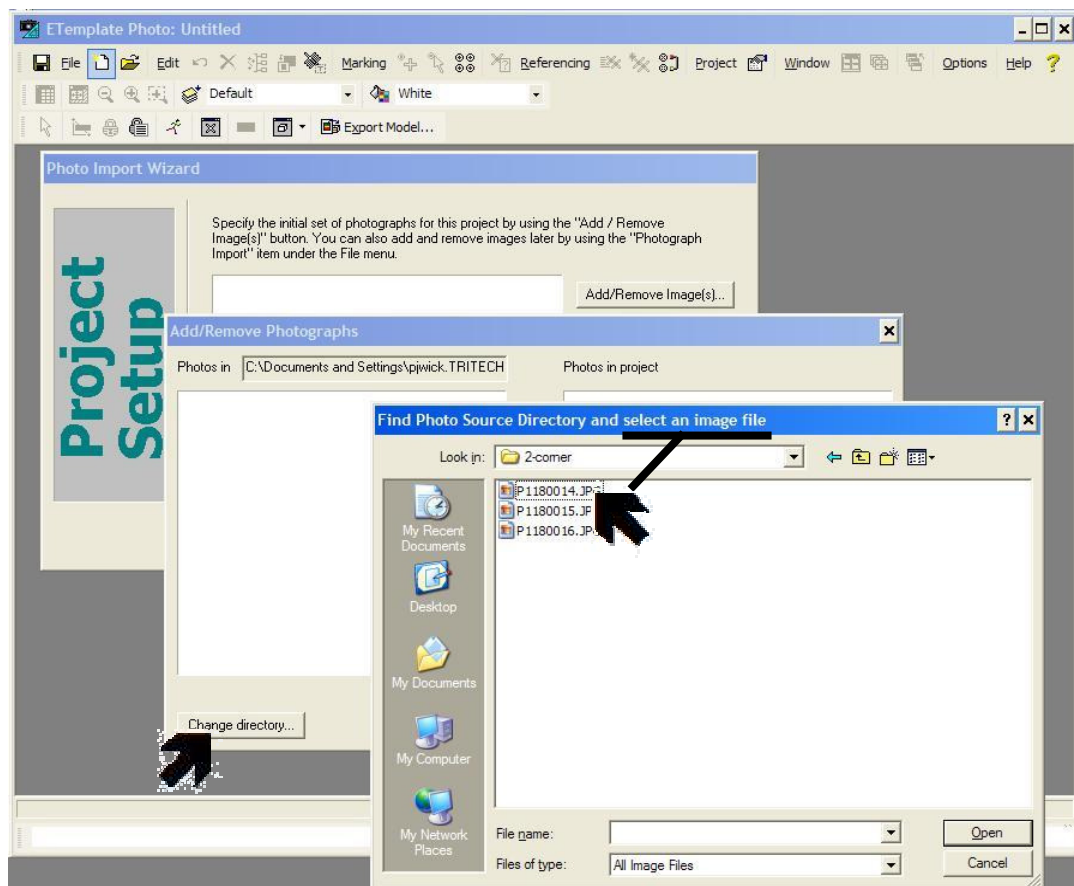 ETemplate Photo: Untitled
File Edit Marking Referencing Project Window Options Help
Default White
Export Model...
Photo Import Wizard
Project
Setup
Specify the initial set of photographs for this project by using the "Add / Remove
Image(s)" button. You can also add and remove images later by using the "Photograph
Import" item under the File menu.
Add/Remove Image(s)...
Add/Remove Photographs
Photos in C:\Documents and Settings\pjwick.TRITECH Photos in project
Find Photo Source Directory and select an image file
Look in: 2-corner
P1180014.JPG
P1180015.JP
P1180016.JP
My Recent
Documents
Desktop
My Documents
My Computer
My Network
Places
Change directory...
File name: Open
Files of type: All Image Files Cancel